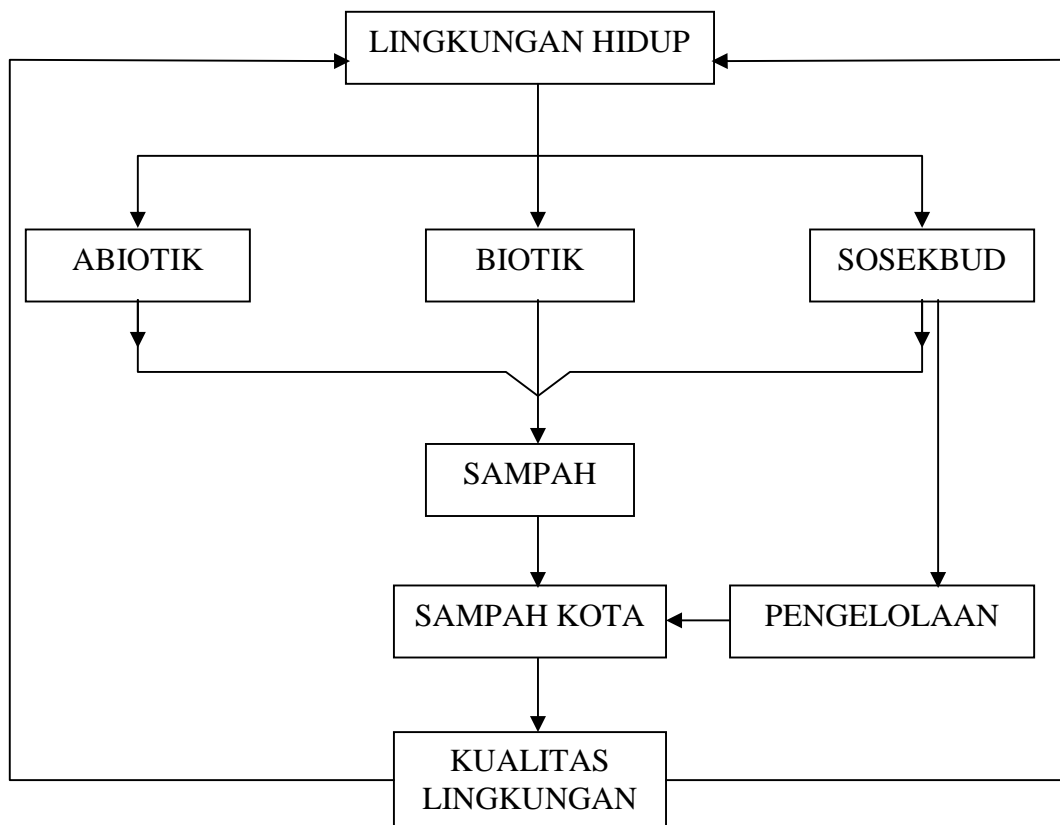 LINGKUNGAN HIDUP
ABIOTIK
BIOTIK
SOSEKBUD
SAMPAH
SAMPAH KOTA
PENGELOLAAN
KUALITAS
LINGKUNGAN